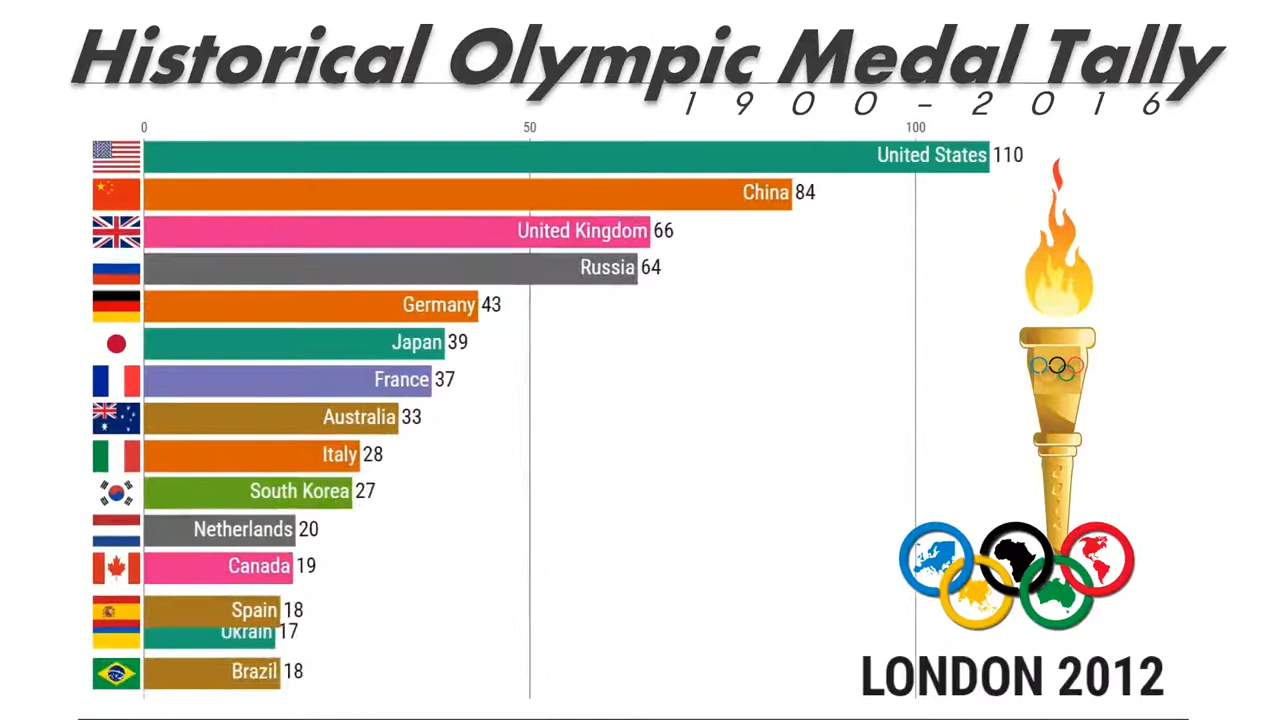 Historical Olympic Medal Tally
1900-2016
0 50 100
United States 110
China 84
United Kingdom 66
Russia 64
Germany 43
Japan 39
France 37
Australia 33
Italy 28
South Korea 27
Netherlands 20
Canada 19
Spain 18
Ukrain 17
Brazil 18
LONDON 2012